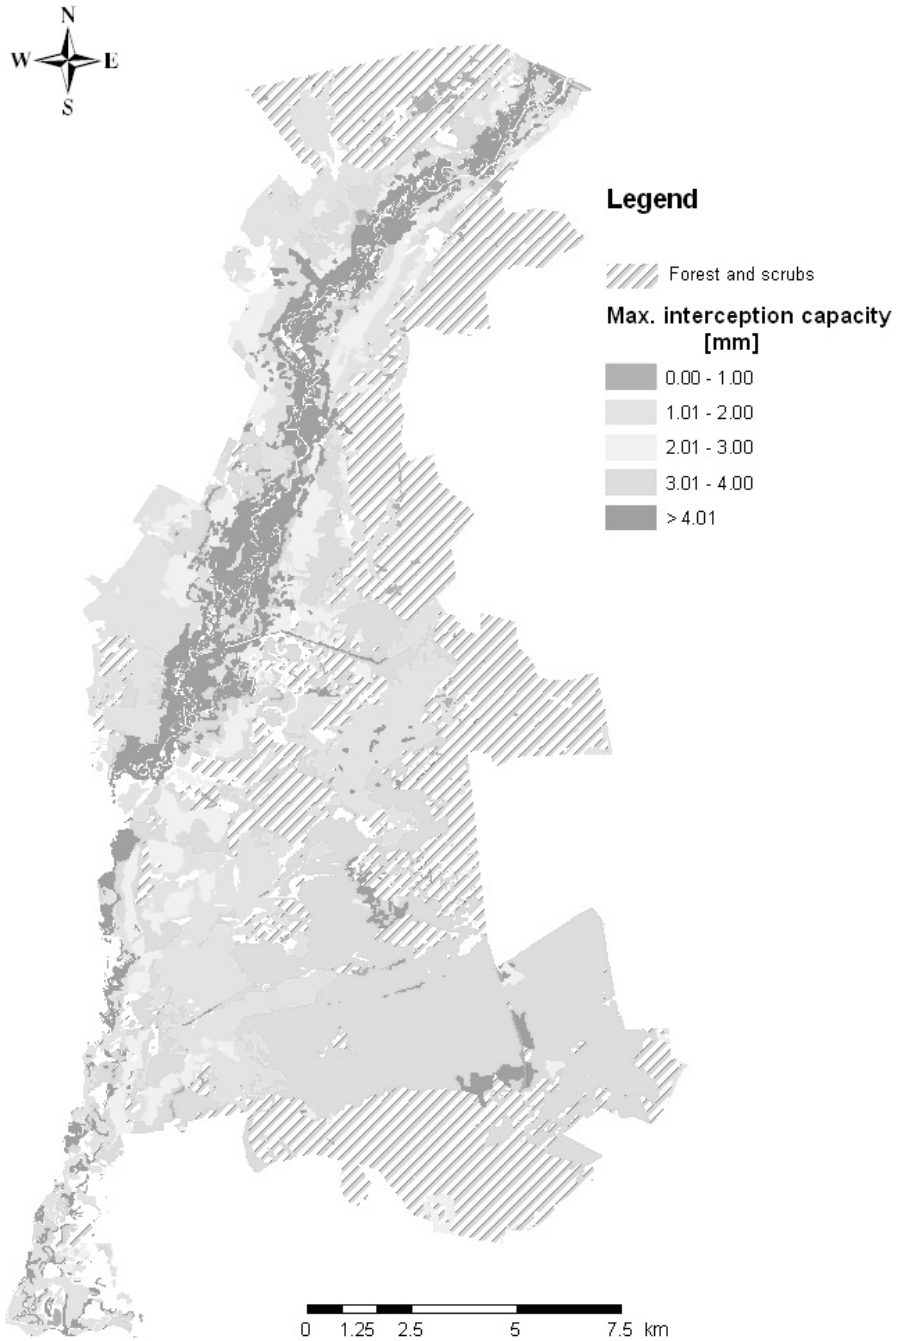 N
W E
S
Legend
Forest and scrubs
Max. interception capacity
[mm]
0.00 - 1.00
1.01 - 2.00
2.01 - 3.00
3.01 - 4.00
> 4.01
0 1.25 2.5 5 7.5 km